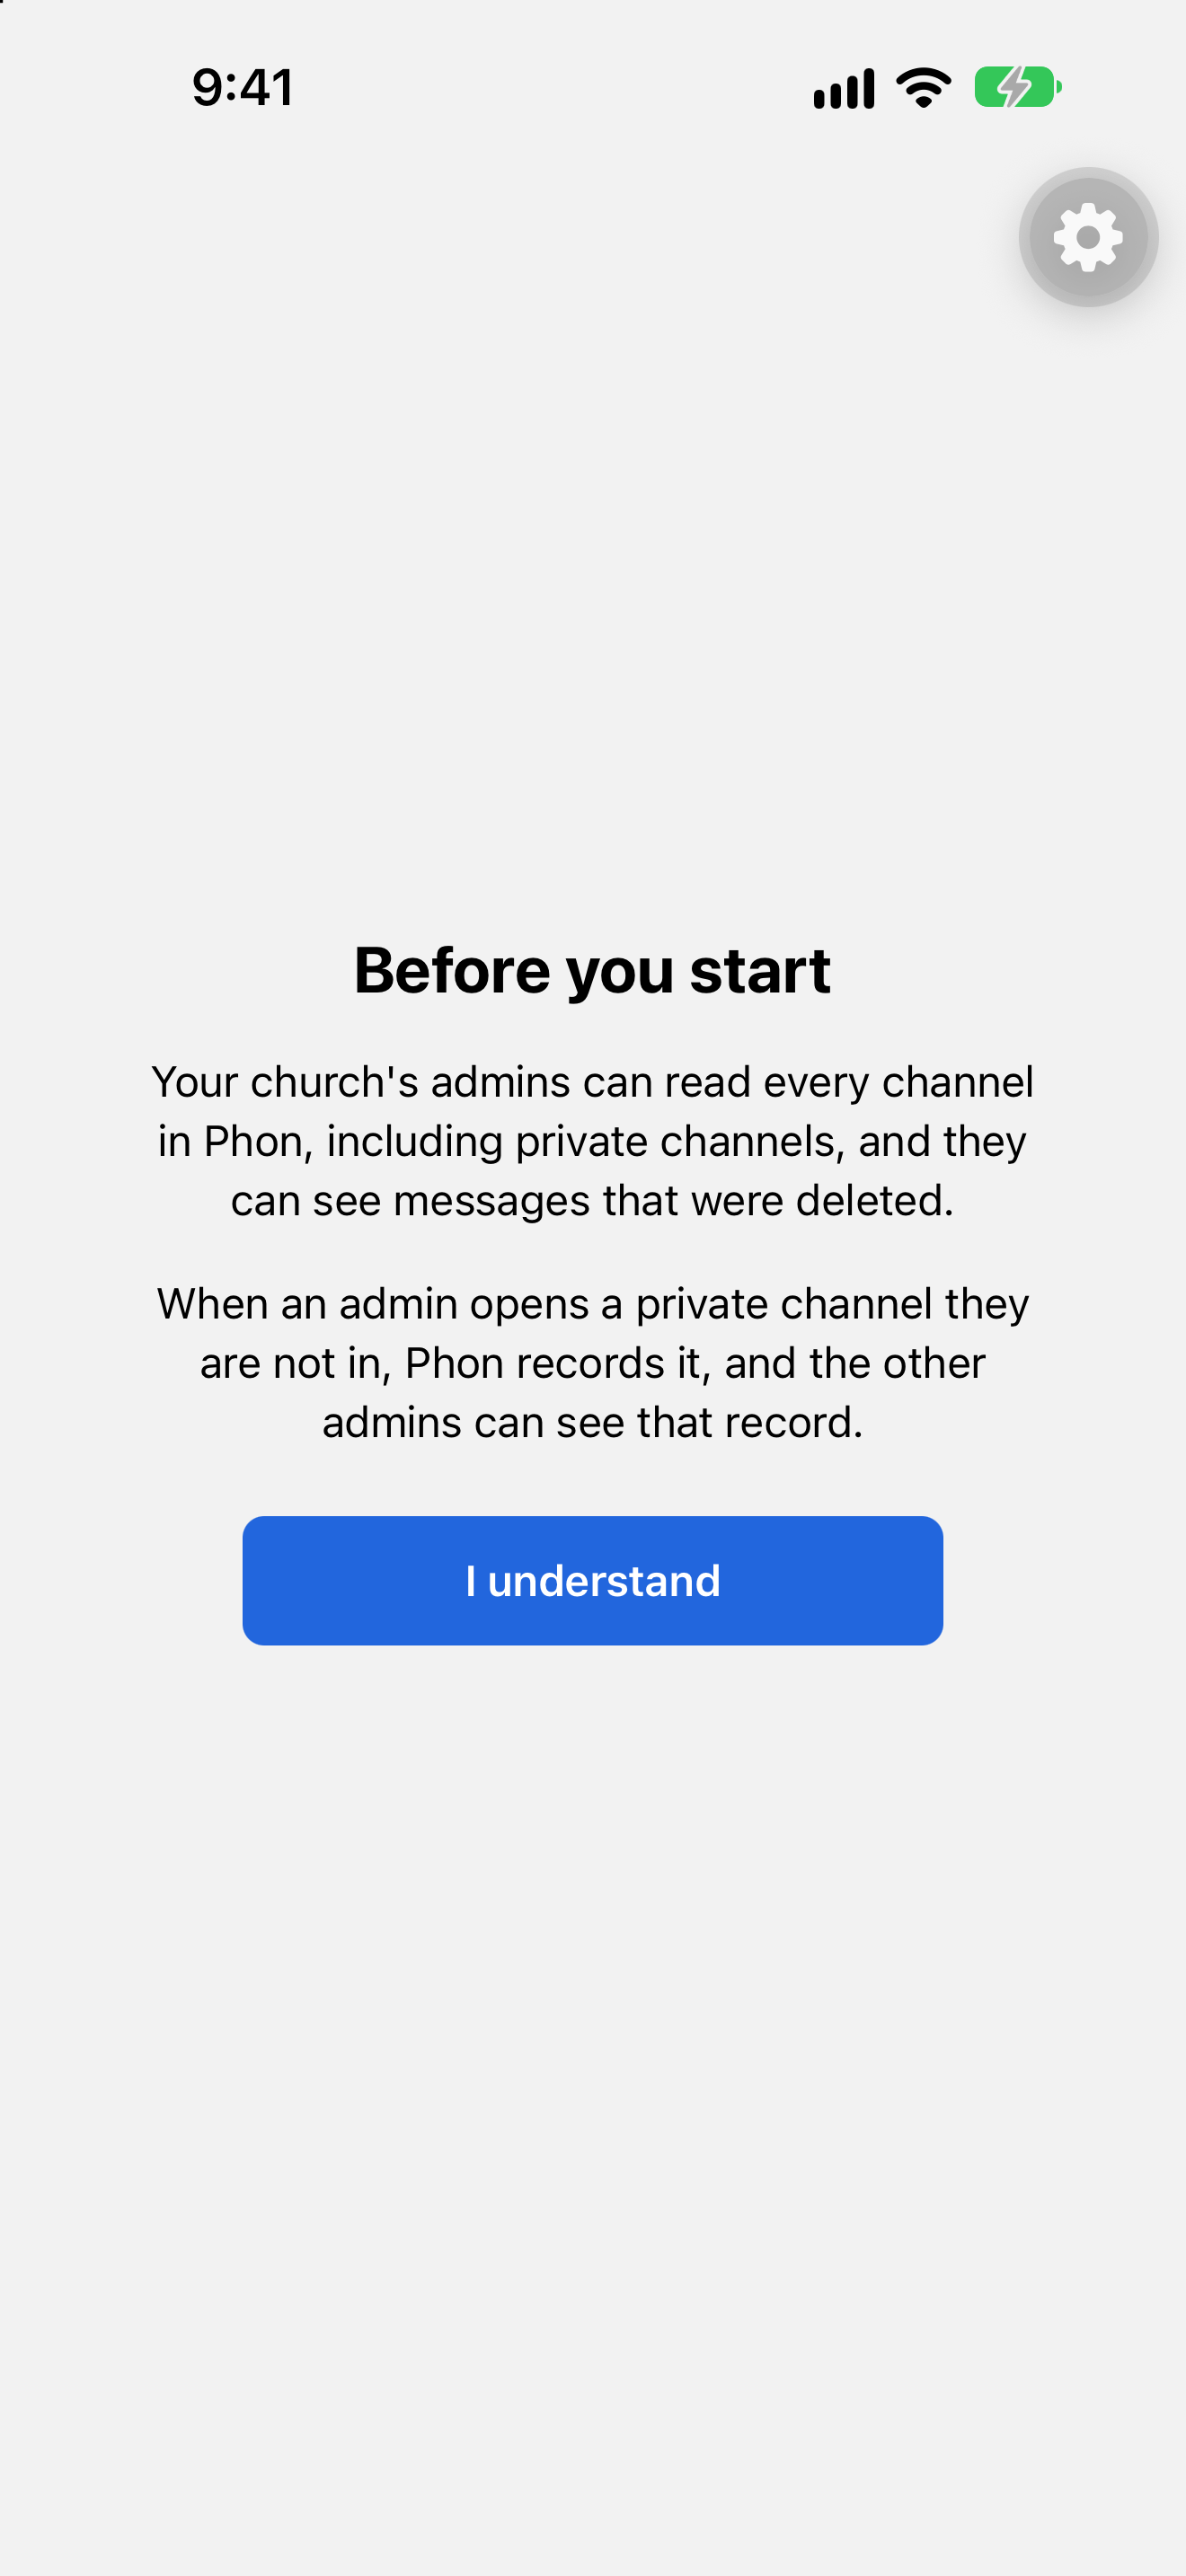 9:41
Before you start
Your church's admins can read every channel
in Phon, including private channels, and they
can see messages that were deleted.
When an admin opens a private channel they
are not in, Phon records it, and the other
admins can see that record.
I understand